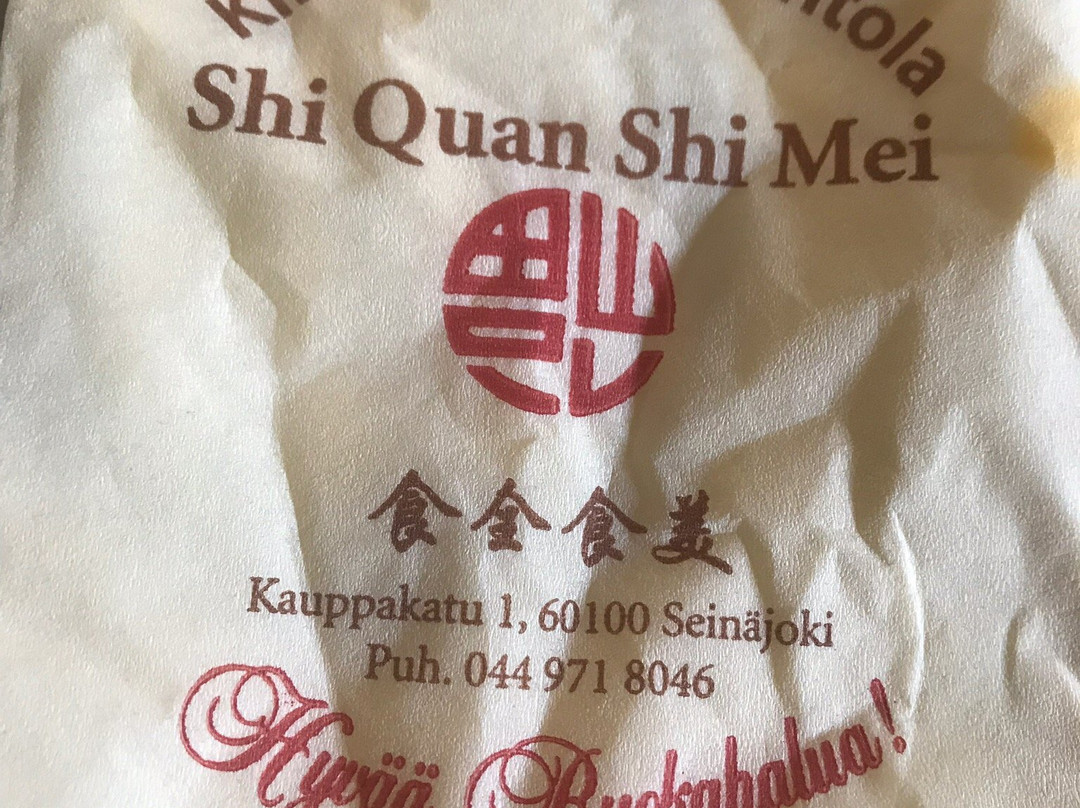 Shi Quan Shi Mei
食全食美
Kauppakatu 1, 60100 Seinäjoki
Puh. 044 971 8046
Hyvää Ruokahalua!